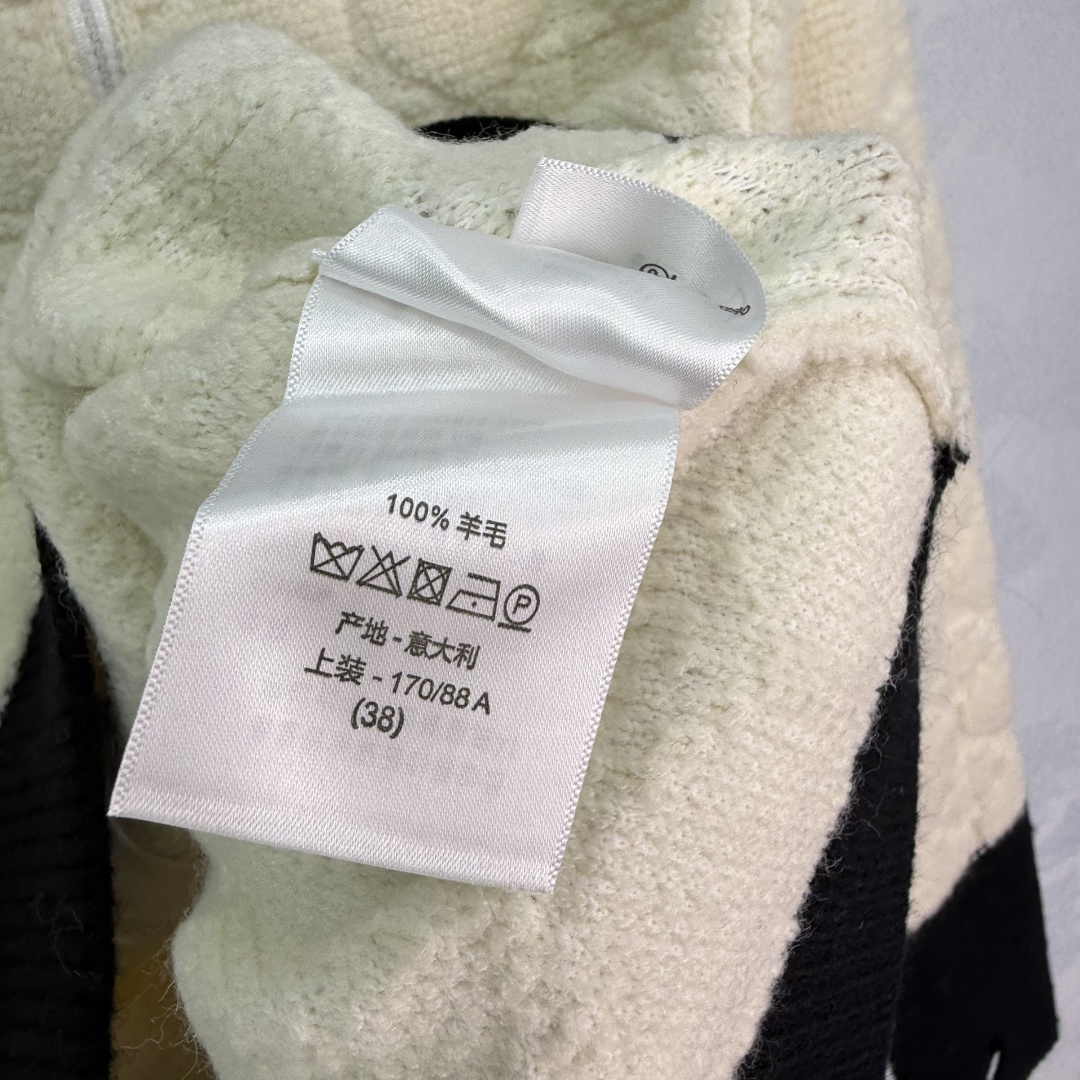 100% 羊毛
P
产地 - 意大利
上装 - 170/88 A
(38)